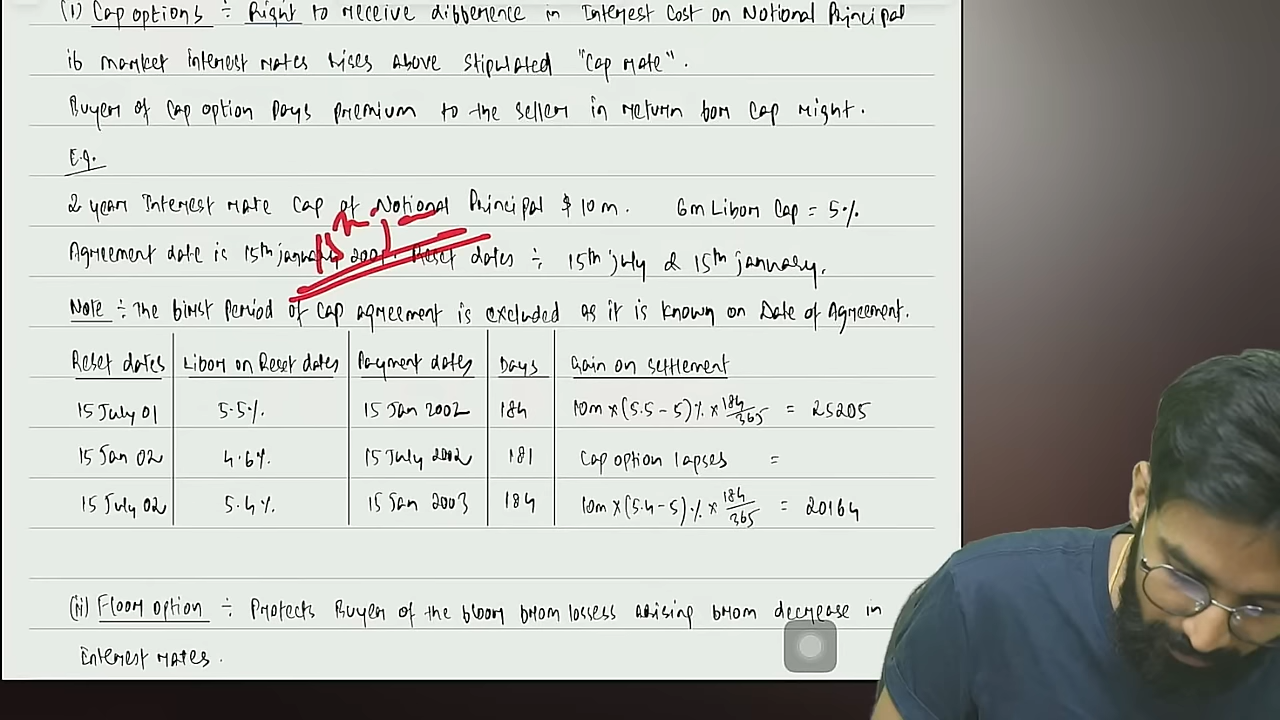 (i) Cap options ÷ Right to receive difference in Interest Cost on Notional Principal
if market interest rates rises above stipulated "Cap rate".
Buyer of Cap option pays premium to the seller in return for Cap right.
E.g.
2 year Interest rate Cap of Notional Principal $10m. 6m Libor Cap = 5%
Agreement date is 15th january 2001. Reset dates ÷ 15th july & 15th january.
15th j
Note ÷ The first period of cap agreement is excluded as it is known on Date of Agreement.
Reset dates Libor on Reset dates Payment dates Days Gain on settlement
15 July 01 5.5% 15 Jan 2002 184 10m × (5.5 - 5)% × 184/365 = 25205
15 Jan 02 4.6% 15 July 2002 181 Cap option lapses =
15 July 02 5.4% 15 Jan 2003 184 10m × (5.4 - 5)% × 184/365 = 20164
(ii) Floor option ÷ Protects Buyer of the floor from lossess arising from decrease in
Interest rates.